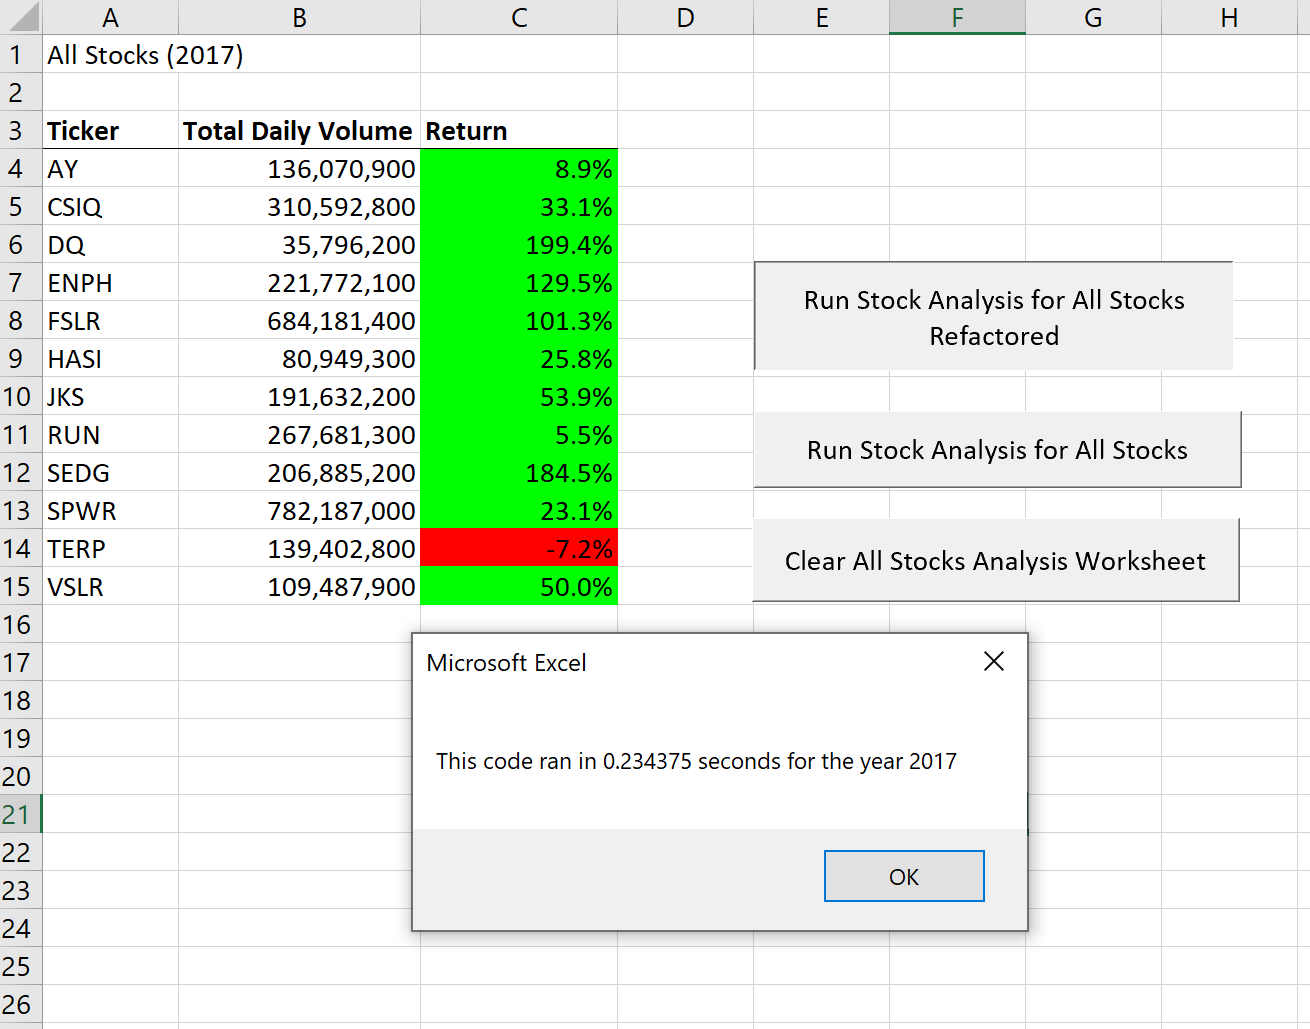 A B C D E F G H
1 All Stocks (2017)
2
3 Ticker Total Daily Volume Return
4 AY 136,070,900 8.9%
5 CSIQ 310,592,800 33.1%
6 DQ 35,796,200 199.4%
7 ENPH 221,772,100 129.5%
8 FSLR 684,181,400 101.3%
9 HASI 80,949,300 25.8%
10 JKS 191,632,200 53.9%
11 RUN 267,681,300 5.5%
12 SEDG 206,885,200 184.5%
13 SPWR 782,187,000 23.1%
14 TERP 139,402,800 -7.2%
15 VSLR 109,487,900 50.0%
16
17
18
19
20
21
22
23
24
25
26
Run Stock Analysis for All Stocks
Refactored
Run Stock Analysis for All Stocks
Clear All Stocks Analysis Worksheet
Microsoft Excel
This code ran in 0.234375 seconds for the year 2017
OK